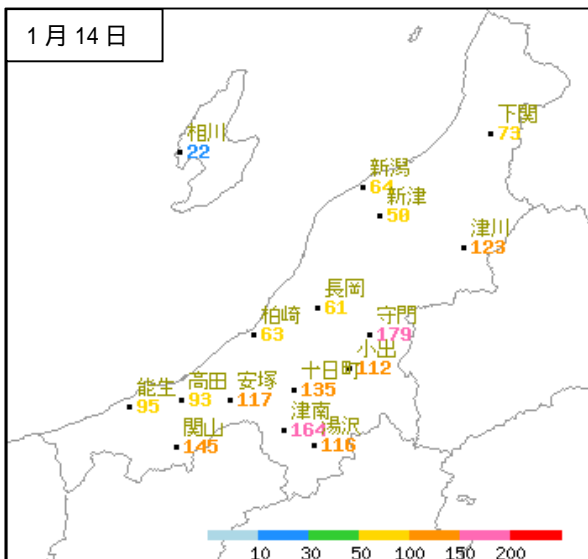 1月14日
下関
73
相川
22
新潟
64
新津
50
津川
123
長岡
61
柏崎
63
守門
179
小出
112
十日町
135
能生
95
高田
93
安塚
117
津南
164
湯沢
116
関山
145
10 30 50 100 150 200